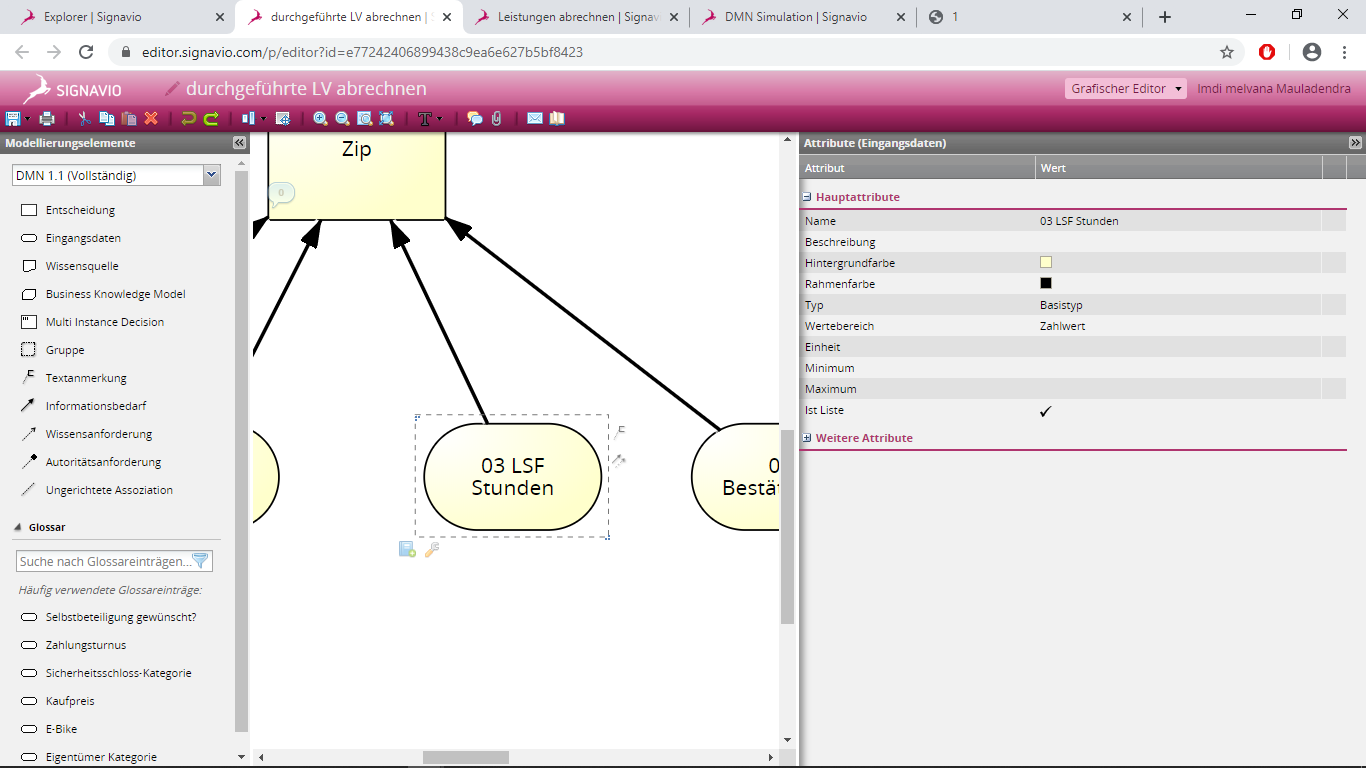 Explorer | Signavio
durchgeführte LV abrechnen |
Leistungen abrechnen | Signav
DMN Simulation | Signavio
1
editor.signavio.com/p/editor?id=e77242406899438c9ea6e627b5bf8423
SIGNAVIO
durchgeführte LV abrechnen
Grafischer Editor
Imdi melvana Mauladendra
Modellierungselemente
DMN 1.1 (Vollständig)
Entscheidung
Eingangsdaten
Wissensquelle
Business Knowledge Model
Multi Instance Decision
Gruppe
Textanmerkung
Informationsbedarf
Wissensanforderung
Autoritätsanforderung
Ungerichtete Assoziation
Glossar
Suche nach Glossareinträgen...
Häufig verwendete Glossareinträge:
Selbstbeteiligung gewünscht?
Zahlungsturnus
Sicherheitsschloss-Kategorie
Kaufpreis
E-Bike
Eigentümer Kategorie
Zip
0
03 LSF
Stunden
0
Bestät
Attribute (Eingangsdaten)
Attribut Wert
Hauptattribute
Name 03 LSF Stunden
Beschreibung
Hintergrundfarbe
Rahmenfarbe
Typ Basistyp
Wertebereich Zahlwert
Einheit
Minimum
Maximum
Ist Liste
Weitere Attribute